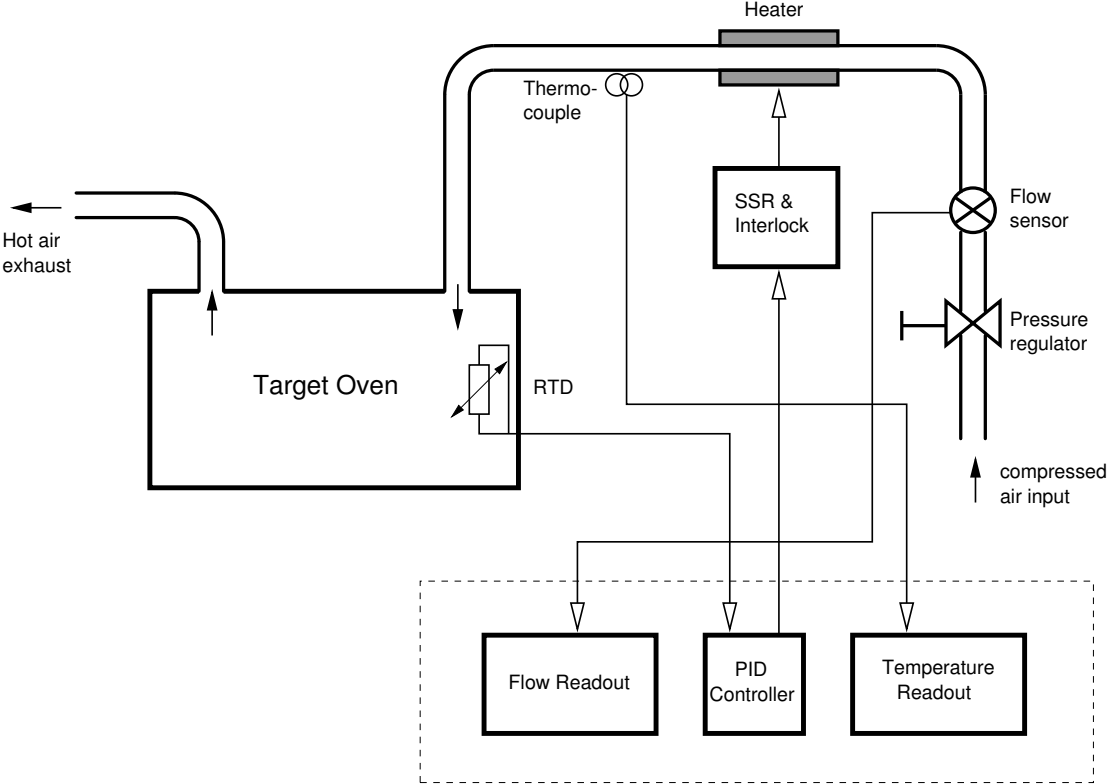 Heater
Thermo-
couple
SSR &
Interlock
Flow
sensor
Hot air
exhaust
Pressure
regulator
Target Oven
RTD
compressed
air input
Flow Readout
PID
Controller
Temperature
Readout